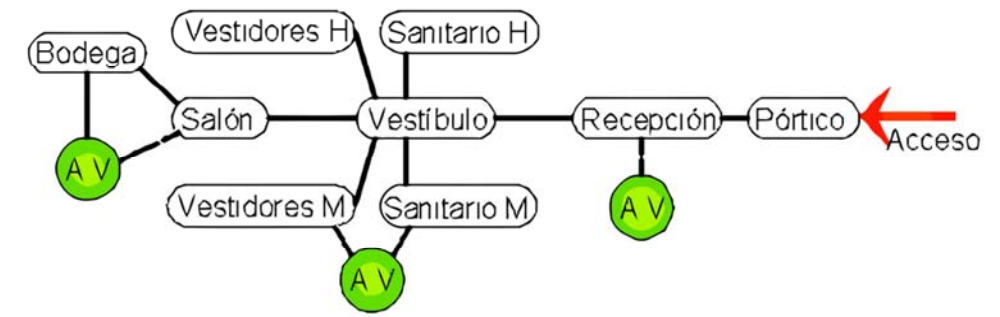 Vestidores H
Sanitario H
Bodega
Salón
Vestíbulo
Recepción
Pórtico
Acceso
A V
Vestidores M
Sanitario M
A V
A V